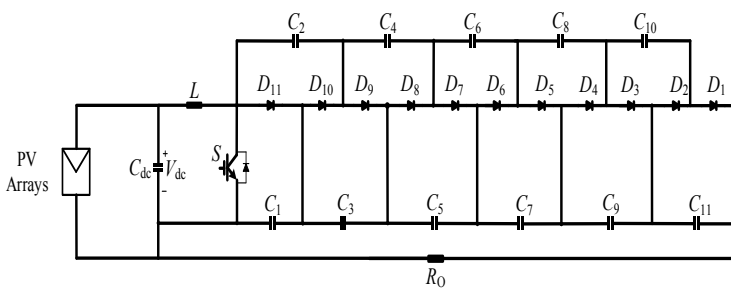 C2 C4 C6 C8 C10
L D11 D10 D9 D8 D7 D6 D5 D4 D3 D2 D1
PV
Arrays
Cdc + Vdc -
S
C1 C3 C5 C7 C9 C11
RO